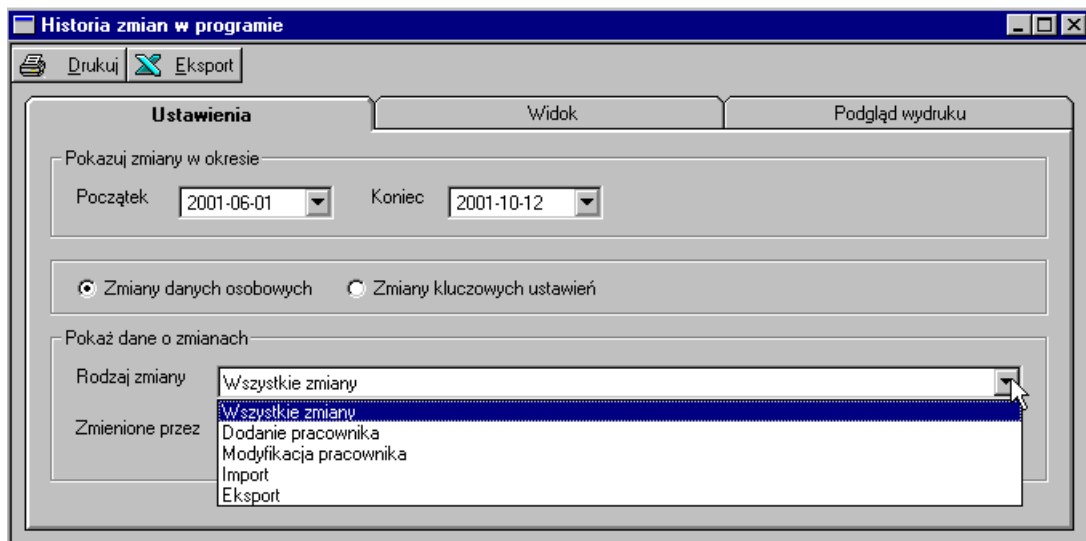 Historia zmian w programie
Drukuj Eksport
Ustawienia Widok Podgląd wydruku
Pokazuj zmiany w okresie
Początek 2001-06-01 Koniec 2001-10-12
Zmiany danych osobowych Zmiany kluczowych ustawień
Pokaż dane o zmianach
Rodzaj zmiany Wszystkie zmiany
Wszystkie zmiany
Zmienione przez Dodanie pracownika
Modyfikacja pracownika
Import
Eksport